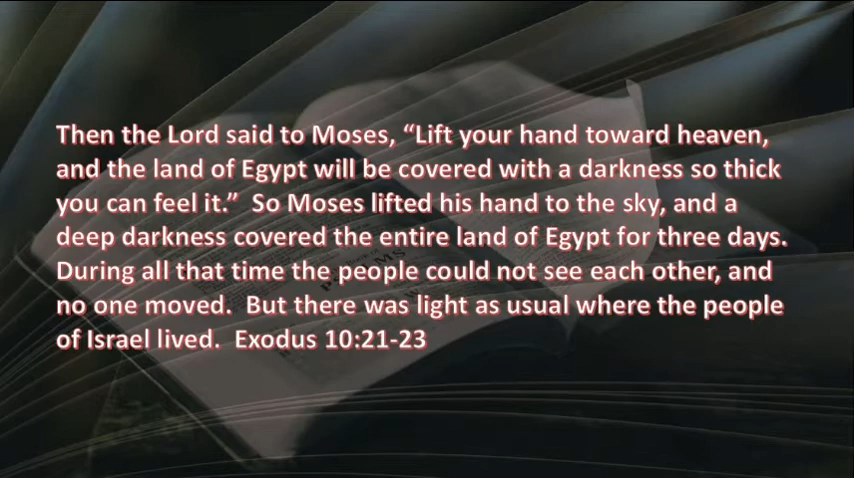 Then the Lord said to Moses, “Lift your hand toward heaven,
and the land of Egypt will be covered with a darkness so thick
you can feel it.”  So Moses lifted his hand to the sky, and a
deep darkness covered the entire land of Egypt for three days.
During all that time the people could not see each other, and
no one moved.  But there was light as usual where the people
of Israel lived.  Exodus 10:21-23